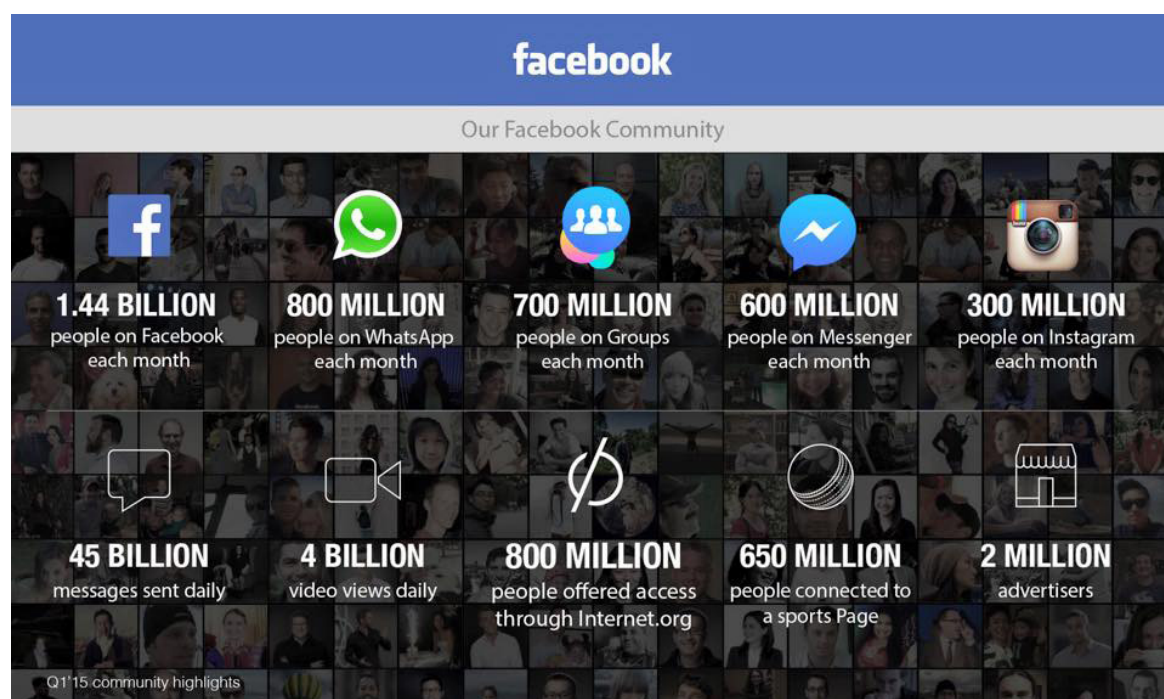 facebook
Our Facebook Community
1.44 BILLION
people on Facebook
each month
800 MILLION
people on WhatsApp
each month
700 MILLION
people on Groups
each month
600 MILLION
people on Messenger
each month
300 MILLION
people on Instagram
each month
45 BILLION
messages sent daily
4 BILLION
video views daily
800 MILLION
people offered access
through Internet.org
650 MILLION
people connected to
a sports Page
2 MILLION
advertisers
Q1'15 community highlights